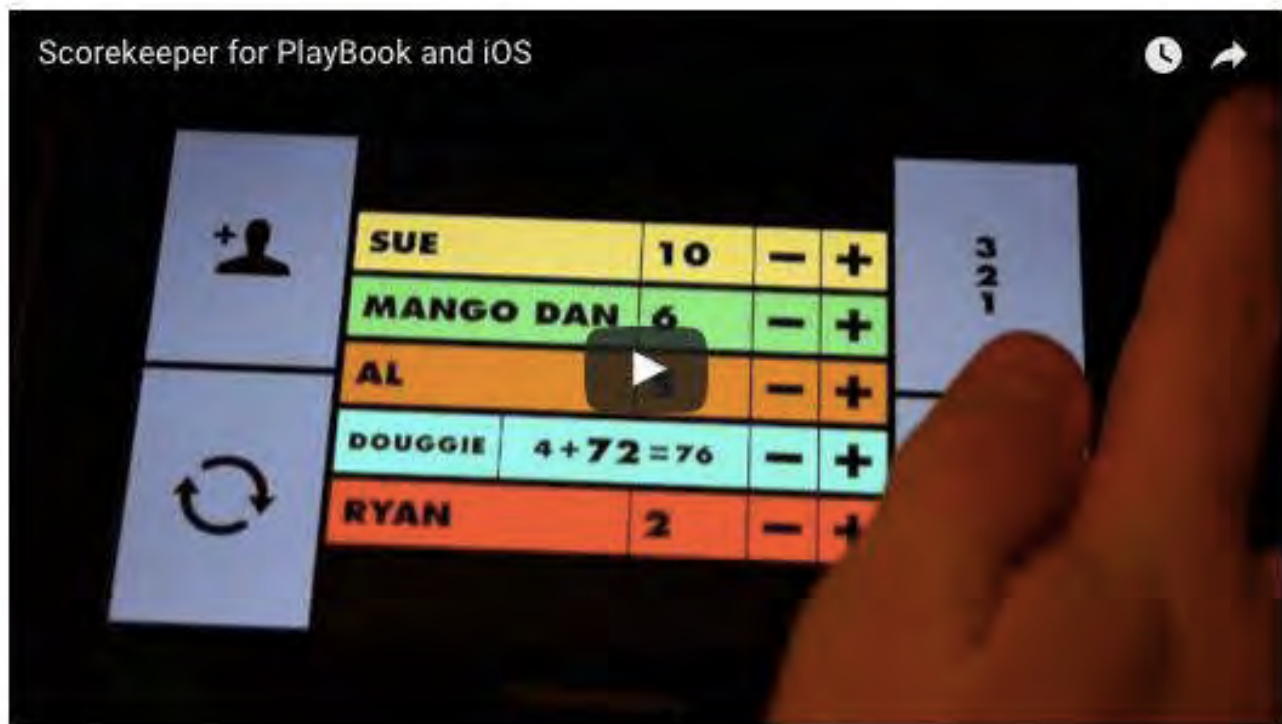 Scorekeeper for PlayBook and iOS
SUE 10 − +
MANGO DAN 6 − +
AL − +
DOUGGIE 4+72=76 − +
RYAN 2 − +
+
3
2
1